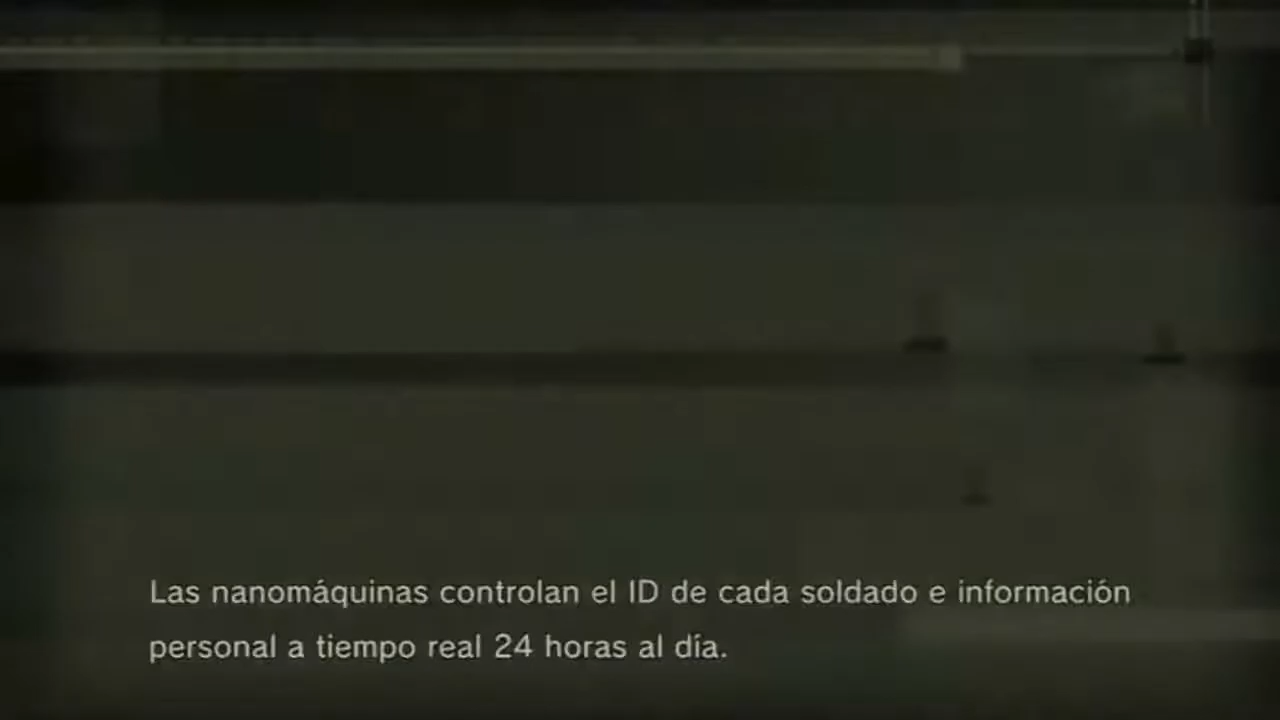 Las nanomáquinas controlan el ID de cada soldado e información
personal a tiempo real 24 horas al día.